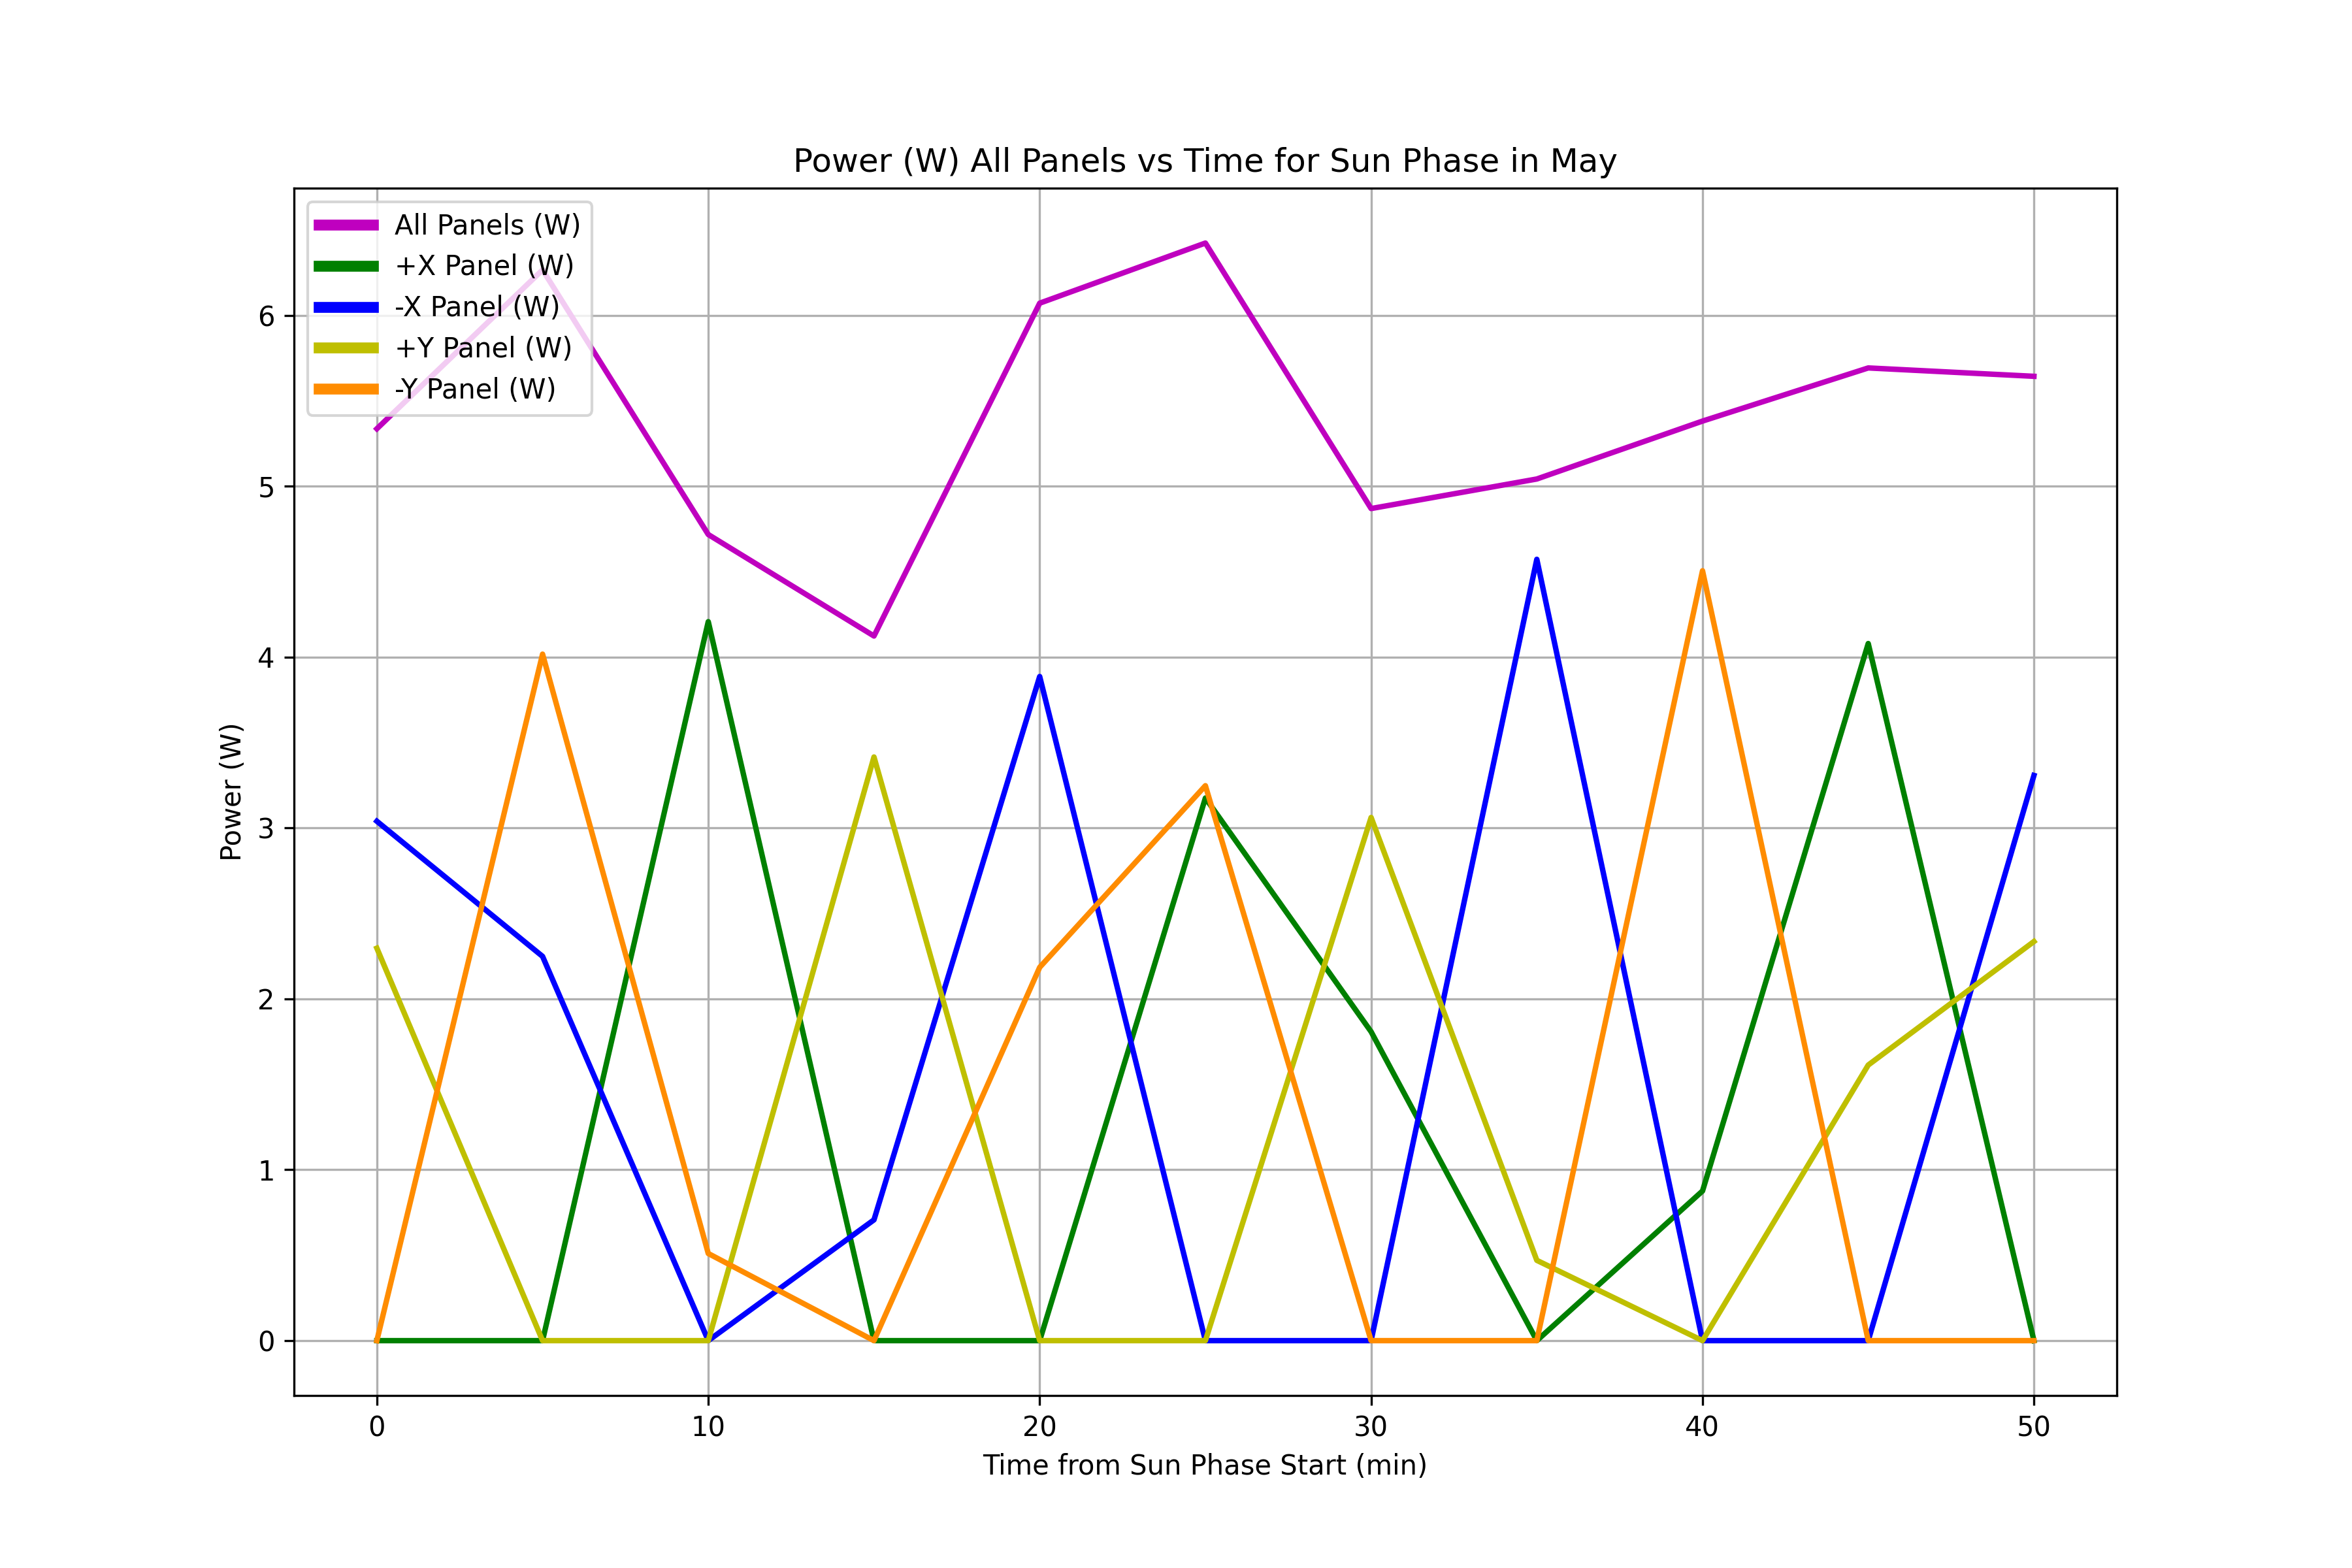 Power (W) All Panels vs Time for Sun Phase in May
All Panels (W)
+X Panel (W)
-X Panel (W)
+Y Panel (W)
-Y Panel (W)
6
5
4
3
2
1
0
Power (W)
0 10 20 30 40 50
Time from Sun Phase Start (min)